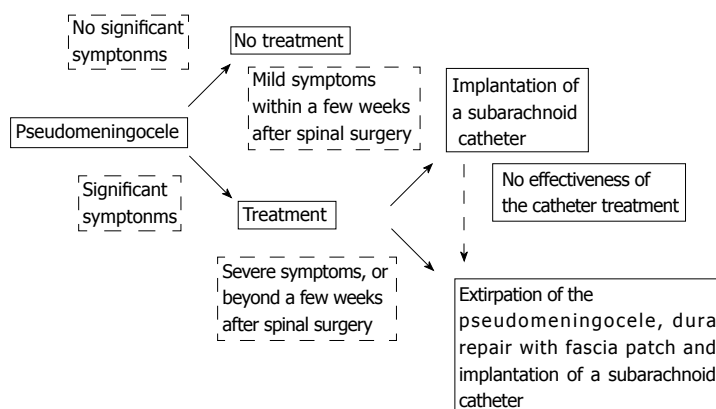 No significant
symptonms
No treatment
Mild symptoms
within a few weeks
after spinal surgery
Implantation of
a subarachnoid
catheter
Pseudomeningocele
Significant
symptonms
Treatment
No effectiveness of
the catheter treatment
Severe symptoms, or
beyond a few weeks
after spinal surgery
Extirpation of the
pseudomeningocele, dura
repair with fascia patch and
implantation of a subarachnoid
catheter